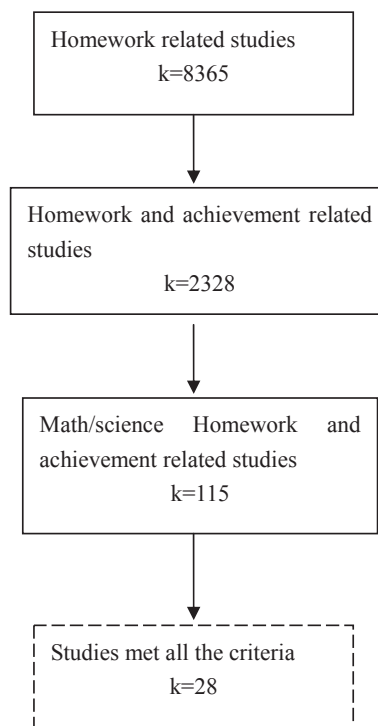 Homework related studies
k=8365
Homework and achievement related
studies
k=2328
Math/science Homework and
achievement related studies
k=115
Studies met all the criteria
k=28